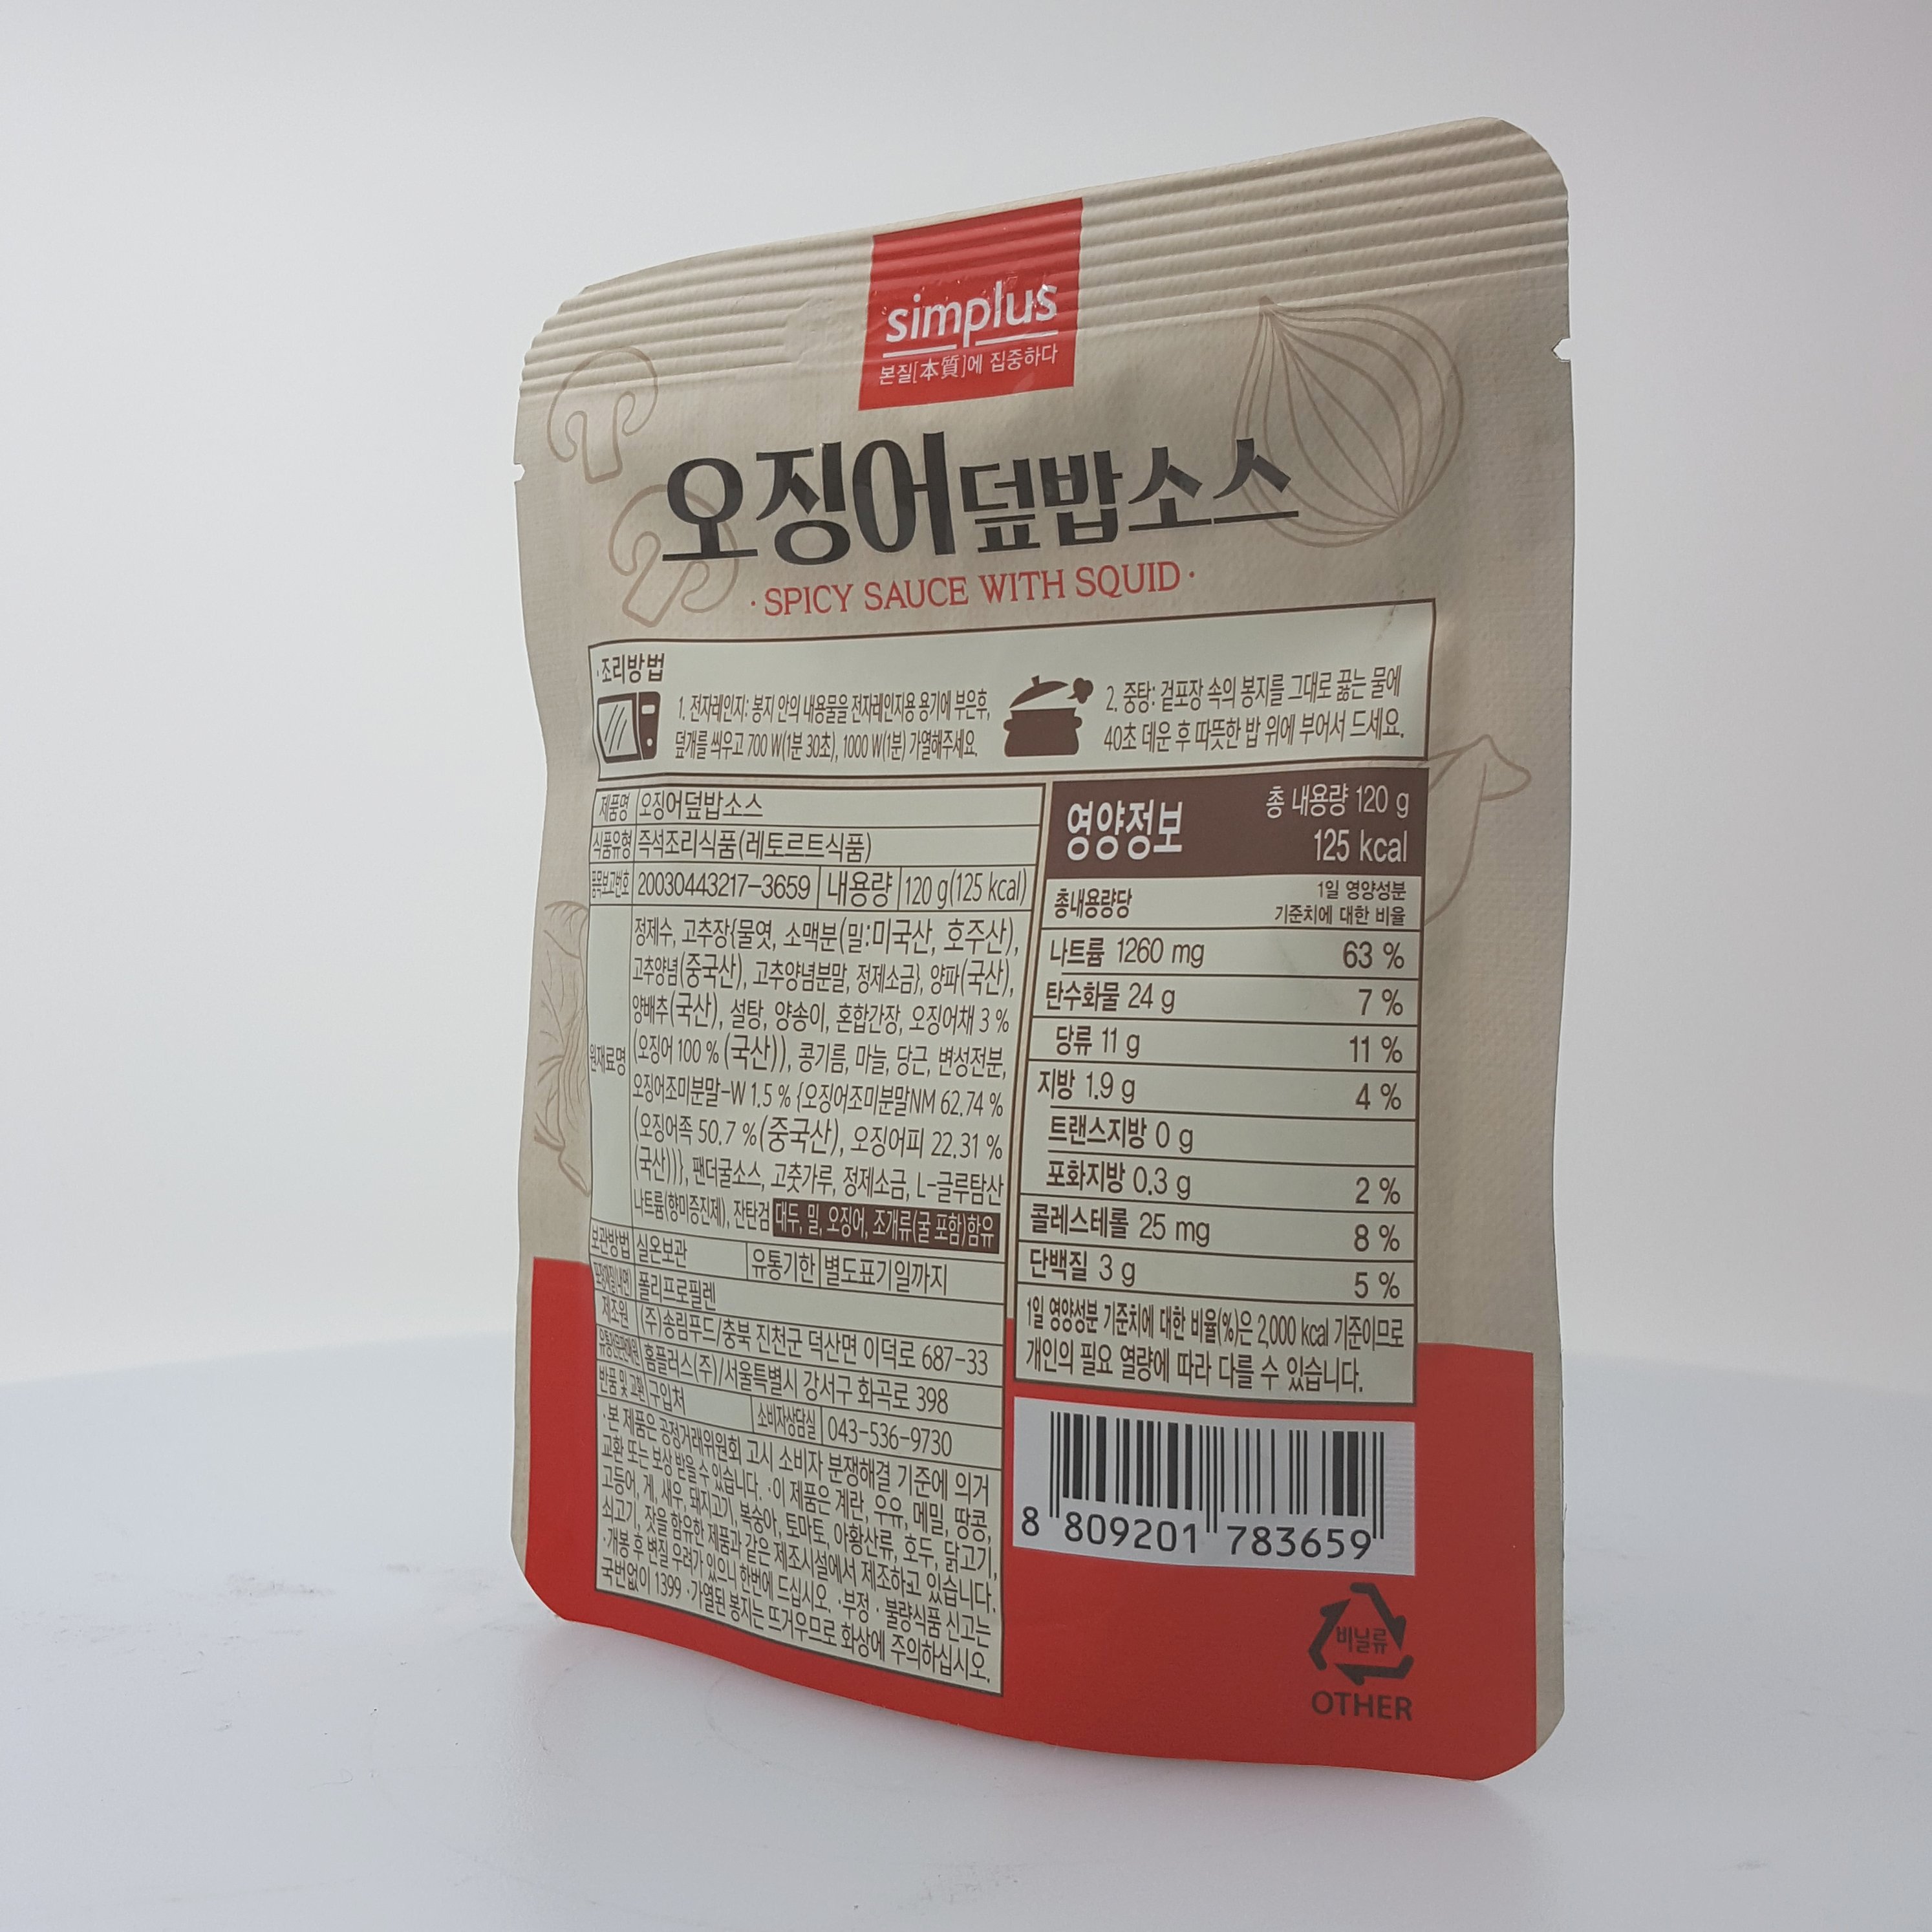 simplus
본질[本質]에 집중하다
오징어덮밥소스
· SPICY SAUCE WITH SQUID ·
· 조리방법
1. 전자레인지: 봉지 안의 내용물을 전자레인지용 용기에 부은후,
덮개를 씌우고 700 W(1분 30초), 1000 W(1분) 가열해주세요.
2. 중탕: 겉포장 속의 봉지를 그대로 끓는 물에
40초 데운 후 따뜻한 밥 위에 부어서 드세요.
제품명 오징어덮밥소스
식품유형 즉석조리식품(레토르트식품)
품목보고번호 20030443217-3659 내용량 120 g(125 kcal)
원재료명
정제수, 고추장{물엿, 소맥분(밀:미국산, 호주산),
고추양념(중국산), 고추양념분말, 정제소금}, 양파(국산),
양배추(국산), 설탕, 양송이, 혼합간장, 오징어채 3 %
(오징어 100 % (국산)), 콩기름, 마늘, 당근, 변성전분,
오징어조미분말-W 1.5 % {오징어조미분말NM 62.74 %
(오징어족 50.7 %(중국산), 오징어피 22.31 %
(국산))}, 팬더굴소스, 고춧가루, 정제소금, L-글루탐산
나트륨(향미증진제), 잔탄검 대두, 밀, 오징어, 조개류(굴 포함)함유
보관방법 실온보관 유통기한 별도표기일까지
포장재질(내면) 폴리프로필렌
제조원 (주)송림푸드/충북 진천군 덕산면 이덕로 687-33
유통전문판매원 홈플러스(주)/서울특별시 강서구 화곡로 398
반품 및 교환 구입처 소비자상담실 043-536-9730
·본 제품은 공정거래위원회 고시 소비자 분쟁해결 기준에 의거
교환 또는 보상 받을 수 있습니다. ·이 제품은 계란, 우유, 메밀, 땅콩,
고등어, 게, 새우, 돼지고기, 복숭아, 토마토, 아황산류, 호두, 닭고기,
쇠고기, 잣을 함유한 제품과 같은 제조시설에서 제조하고 있습니다.
·개봉 후 변질 우려가 있으니 한번에 드십시오. ·부정 · 불량식품 신고는
국번없이 1399 ·가열된 봉지는 뜨거우므로 화상에 주의하십시오.
영양정보
총 내용량 120 g
125 kcal
총내용량당
1일 영양성분
기준치에 대한 비율
나트륨 1260 mg 63 %
탄수화물 24 g 7 %
당류 11 g 11 %
지방 1.9 g 4 %
트랜스지방 0 g
포화지방 0.3 g 2 %
콜레스테롤 25 mg 8 %
단백질 3 g 5 %
1일 영양성분 기준치에 대한 비율(%)은 2,000 kcal 기준이므로
개인의 필요 열량에 따라 다를 수 있습니다.
8 809201 783659
비닐류
OTHER